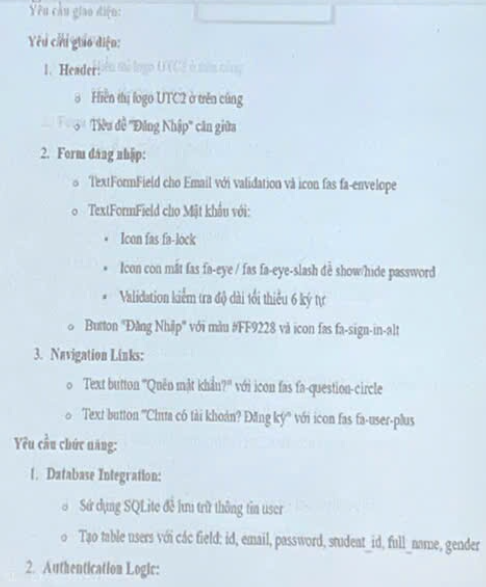 Yêu cầu giao diện:
Yêu cầu giao diện:
1. Header:
o Hiển thị logo UTC2 ở trên cùng
o Tiêu đề "Đăng Nhập" căn giữa
2. Form đăng nhập:
o TextFormField cho Email với validation và icon fas fa-envelope
o TextFormField cho Mật khẩu với:
▪ Icon fas fa-lock
▪ Icon con mắt fas fa-eye / fas fa-eye-slash để show/hide password
▪ Validation kiểm tra độ dài tối thiểu 6 ký tự
o Button "Đăng Nhập" với màu #FF9228 và icon fas fa-sign-in-alt
3. Navigation Links:
o Text button "Quên mật khẩu?" với icon fas fa-question-circle
o Text button "Chưa có tài khoản? Đăng ký" với icon fas fa-user-plus
Yêu cầu chức năng:
1. Database Integration:
o Sử dụng SQLite để lưu trữ thông tin user
o Tạo table users với các field: id, email, password, student_id, full_name, gender
2. Authentication Logic: